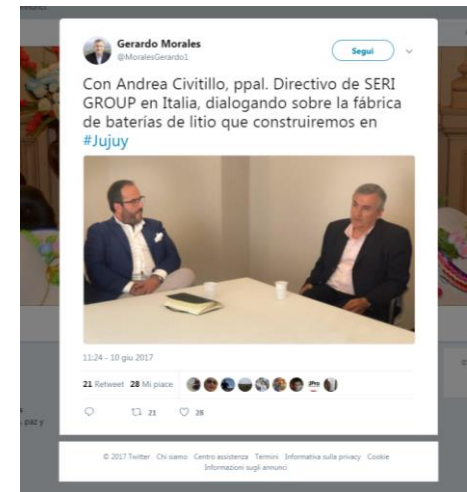 Gerardo Morales
@MoralesGerardo1
Segui
Con Andrea Civitillo, ppal. Directivo de SERI
GROUP en Italia, dialogando sobre la fábrica
de baterías de litio que construiremos en
#Jujuy
11:24 - 10 giu 2017
21 Retweet 28 Mi piace
21 28
paz y
© 2017 Twitter Chi siamo Centro assistenza Termini Informativa sulla privacy Cookie
Informazioni sugli annunci